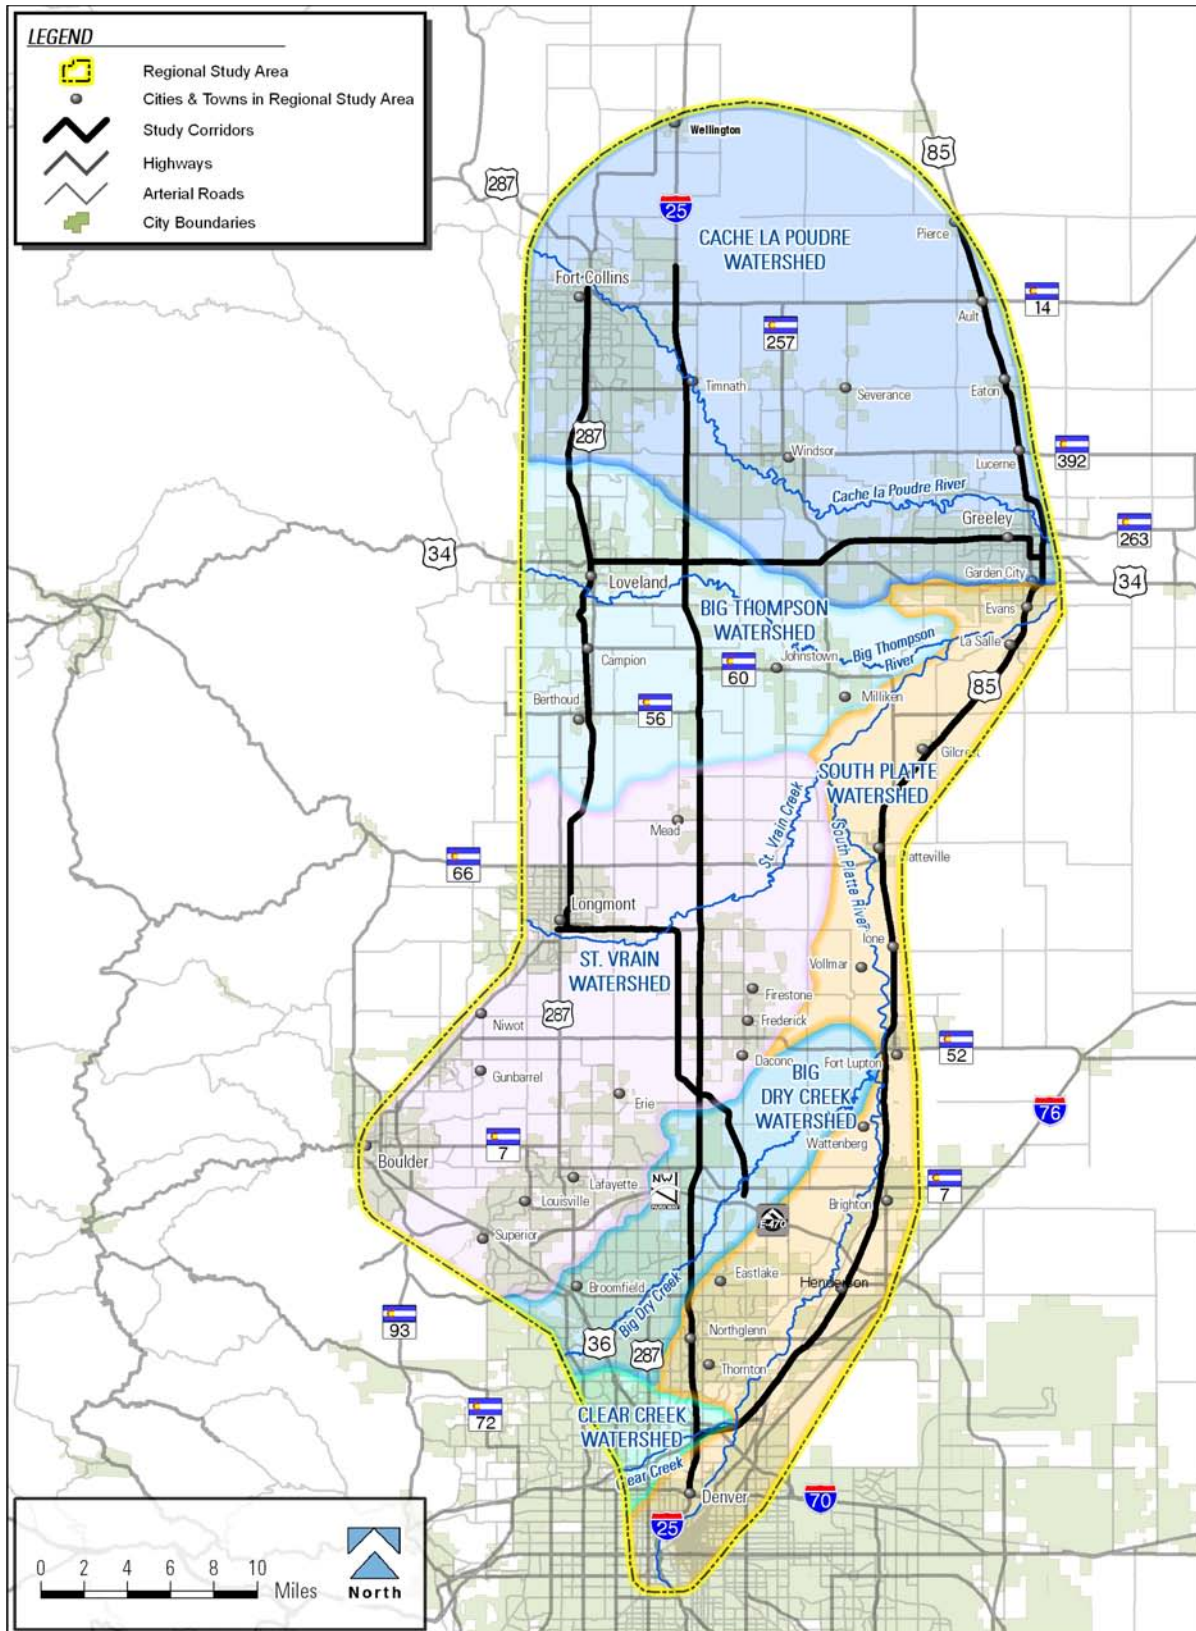 LEGEND
Regional Study Area
Cities & Towns in Regional Study Area
Study Corridors
Highways
Arterial Roads
City Boundaries
Wellington
85
287
25
Pierce
CACHE LA POUDRE
WATERSHED
Fort Collins
14
Ault
257
Timnath
Severance
Eaton
287
Windsor
Lucerne
392
Cache la Poudre River
Greeley
263
34
Garden City
34
Loveland
BIG THOMPSON
WATERSHED
Evans
Big Thompson
River
La Salle
Campion
Johnstown
60
85
Berthoud
56
Milliken
Gilcrest
SOUTH PLATTE
WATERSHED
Mead
St. Vrain Creek
South Platte River
Platteville
66
Longmont
Ione
ST. VRAIN
WATERSHED
Vollmar
Firestone
287
Niwot
Frederick
52
Dacono
Fort Lupton
Gunbarrel
BIG
DRY CREEK
WATERSHED
Erie
76
Wattenberg
7
Boulder
Lafayette
NW
7
Louisville
Brighton
E-470
Superior
Eastlake
Henderson
Broomfield
Big Dry Creek
93
36
287
Northglenn
Thornton
72
CLEAR CREEK
WATERSHED
Clear Creek
Denver
70
25
0 2 4 6 8 10
Miles
North